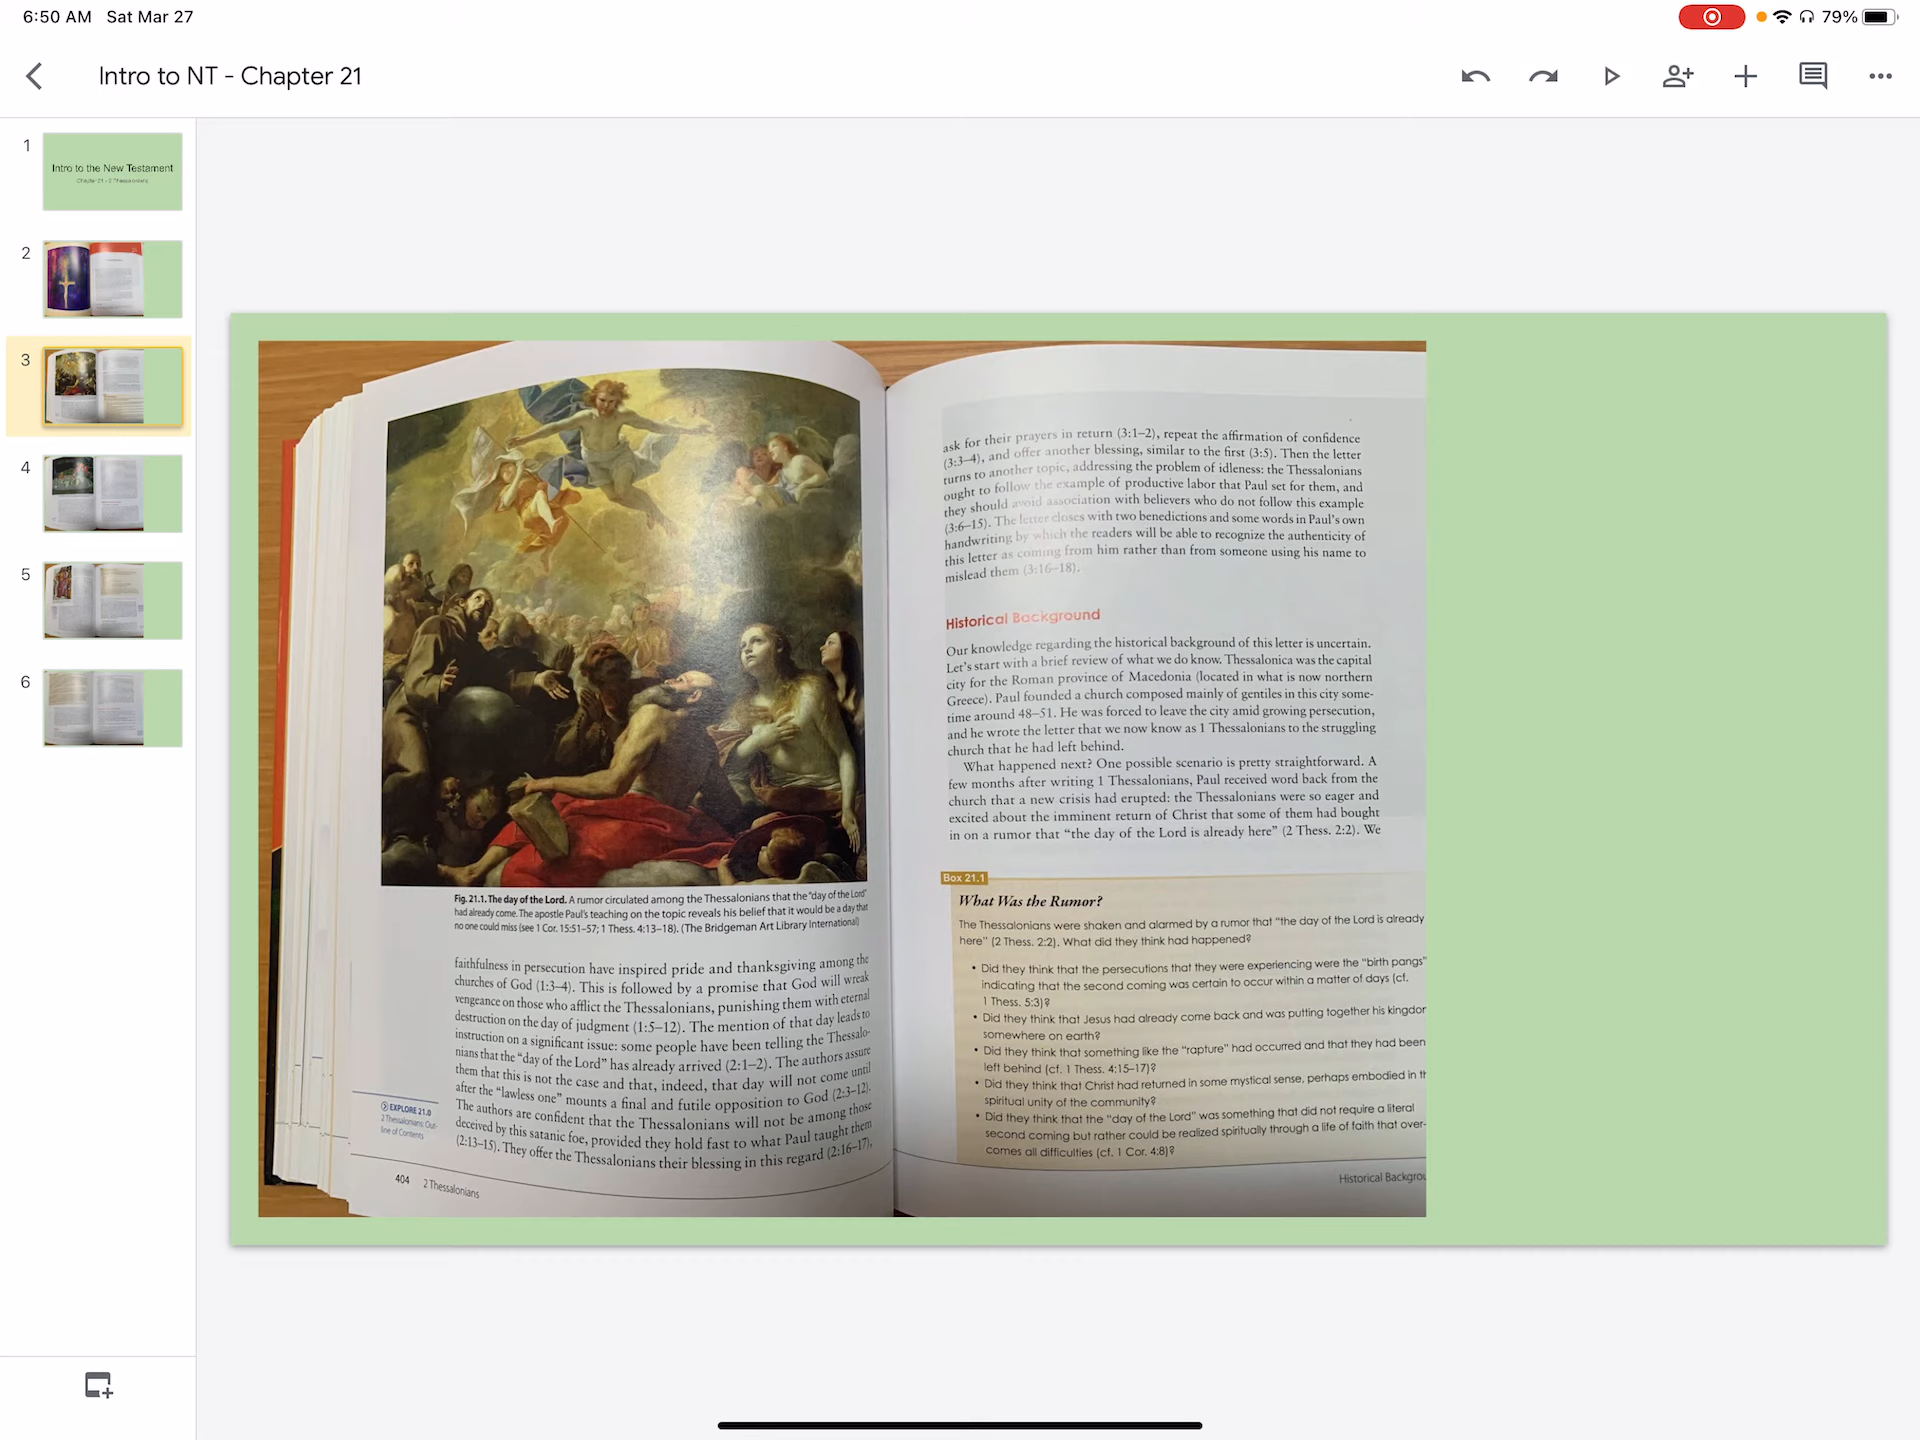 6:50 AM Sat Mar 27
79%
Intro to NT - Chapter 21
1
Intro to the New Testament
Chapter 21 - 2 Thessalonians
2
3
4
5
6
Fig. 21.1. The day of the Lord. A rumor circulated among the Thessalonians that the “day of the Lord”
had already come. The apostle Paul’s teaching on the topic reveals his belief that it would be a day that
no one could miss (see 1 Cor. 15:51–57; 1 Thess. 4:13–18). (The Bridgeman Art Library International)
faithfulness in persecution have inspired pride and thanksgiving among the
churches of God (1:3–4). This is followed by a promise that God will wreak
vengeance on those who afflict the Thessalonians, punishing them with eternal
destruction on the day of judgment (1:5–12). The mention of that day leads to
instruction on a significant issue: some people have been telling the Thessalo-
nians that the “day of the Lord” has already arrived (2:1–2). The authors assure
them that this is not the case and that, indeed, that day will not come until
after the “lawless one” mounts a final and futile opposition to God (2:3–12).
The authors are confident that the Thessalonians will not be among those
deceived by this satanic foe, provided they hold fast to what Paul taught them
(2:13–15). They offer the Thessalonians their blessing in this regard (2:16–17),
EXPLORE 21.0
2 Thessalonians: Out-
line of Contents
404 2 Thessalonians
ask for their prayers in return (3:1–2), repeat the affirmation of confidence
(3:3–4), and offer another blessing, similar to the first (3:5). Then the letter
turns to another topic, addressing the problem of idleness: the Thessalonians
ought to follow the example of productive labor that Paul set for them, and
they should avoid association with believers who do not follow this example
(3:6–15). The letter closes with two benedictions and some words in Paul’s own
handwriting by which the readers will be able to recognize the authenticity of
this letter as coming from him rather than from someone using his name to
mislead them (3:16–18).
Historical Background
Our knowledge regarding the historical background of this letter is uncertain.
Let’s start with a brief review of what we do know. Thessalonica was the capital
city for the Roman province of Macedonia (located in what is now northern
Greece). Paul founded a church composed mainly of gentiles in this city some-
time around 48–51. He was forced to leave the city amid growing persecution,
and he wrote the letter that we now know as 1 Thessalonians to the struggling
church that he had left behind.
What happened next? One possible scenario is pretty straightforward. A
few months after writing 1 Thessalonians, Paul received word back from the
church that a new crisis had erupted: the Thessalonians were so eager and
excited about the imminent return of Christ that some of them had bought
in on a rumor that “the day of the Lord is already here” (2 Thess. 2:2). We
Box 21.1
What Was the Rumor?
The Thessalonians were shaken and alarmed by a rumor that “the day of the Lord is already
here” (2 Thess. 2:2). What did they think had happened?
• Did they think that the persecutions that they were experiencing were the “birth pangs”
indicating that the second coming was certain to occur within a matter of days (cf.
1 Thess. 5:3)?
• Did they think that Jesus had already come back and was putting together his kingdor
somewhere on earth?
• Did they think that something like the “rapture” had occurred and that they had been
left behind (cf. 1 Thess. 4:15–17)?
• Did they think that Christ had returned in some mystical sense, perhaps embodied in th
spiritual unity of the community?
• Did they think that the “day of the Lord” was something that did not require a literal
second coming but rather could be realized spiritually through a life of faith that over-
comes all difficulties (cf. 1 Cor. 4:8)?
Historical Backgrou